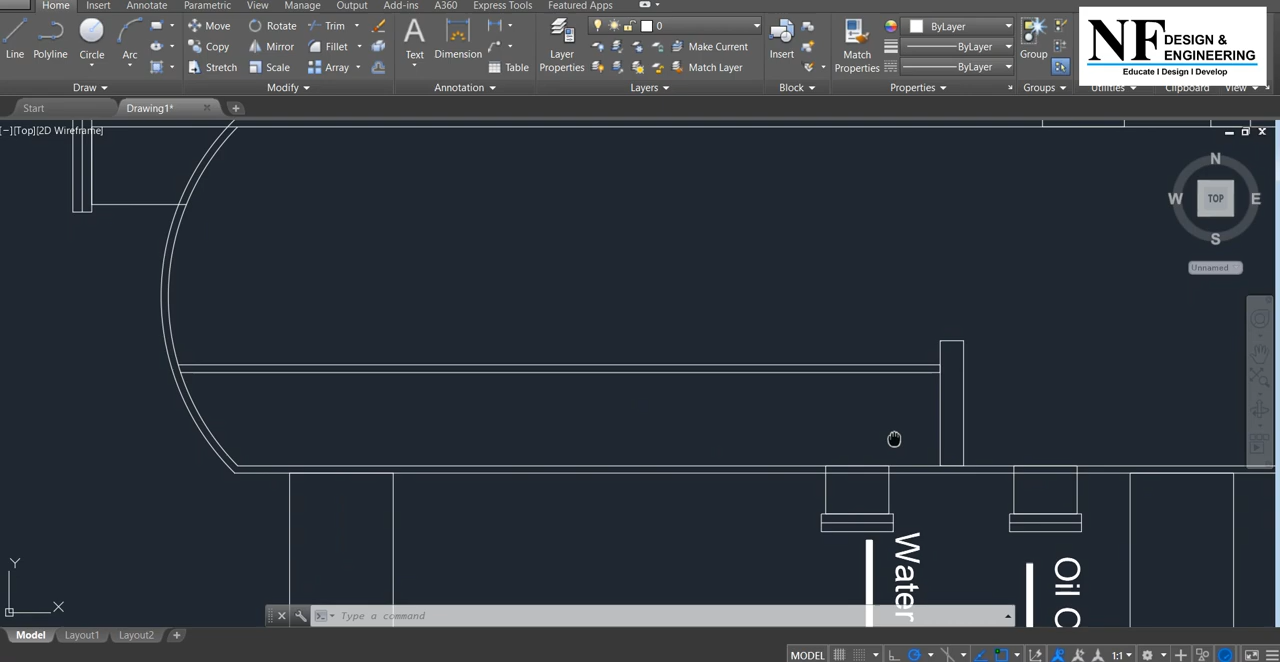 Home Insert Annotate Parametric View Manage Output Add-ins A360 Express Tools Featured Apps
Line Polyline Circle Arc
Move Rotate Trim
Copy Mirror Fillet
Stretch Scale Array
Text Dimension Table
Layer Properties
0
Make Current
Match Layer
Insert
Match Properties
ByLayer
ByLayer
ByLayer
Group
Draw Modify Annotation Layers Block Properties Groups Utilities Clipboard View
NF DESIGN & ENGINEERING
Educate I Design I Develop
Start Drawing1*
[−][Top][2D Wireframe]
N
W TOP E
S
Unnamed
Water
Oil
Y
X
Type a command
Model Layout1 Layout2
MODEL 1:1